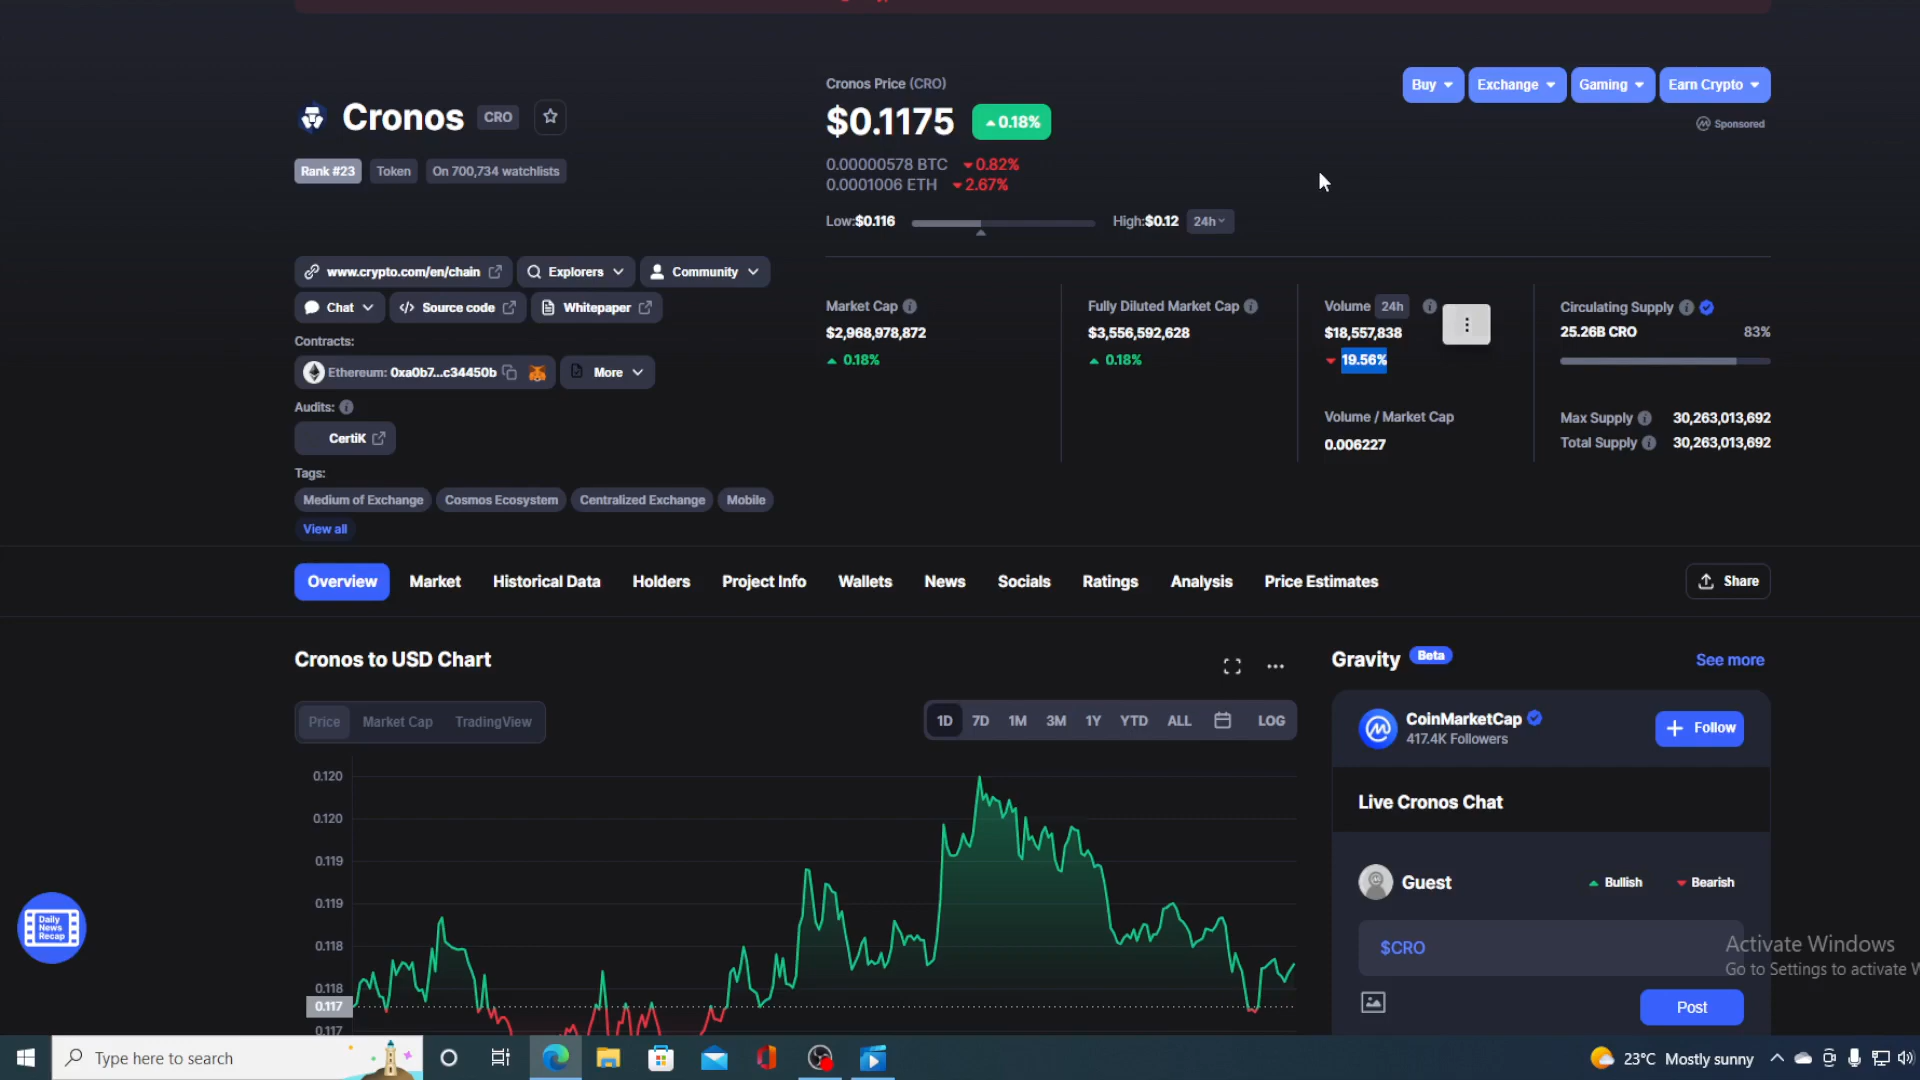 Cronos CRO
Rank #23 Token On 700,734 watchlists
www.crypto.com/en/chain Explorers Community
Chat Source code Whitepaper
Contracts:
Ethereum: 0xa0b7...c34450b More
Audits:
CertiK
Tags:
Medium of Exchange Cosmos Ecosystem Centralized Exchange Mobile
View all
Cronos Price (CRO)
$0.1175 0.18%
0.00000578 BTC 0.82%
0.0001006 ETH 2.67%
Low:$0.116 High:$0.12 24h
Buy Exchange Gaming Earn Crypto
Sponsored
Market Cap
$2,968,978,872
0.18%
Fully Diluted Market Cap
$3,556,592,628
0.18%
Volume 24h
$18,557,838
19.56%
Volume / Market Cap
0.006227
Circulating Supply
25.26B CRO 83%
Max Supply 30,263,013,692
Total Supply 30,263,013,692
Overview Market Historical Data Holders Project Info Wallets News Socials Ratings Analysis Price Estimates Share
Cronos to USD Chart
Price Market Cap TradingView 1D 7D 1M 3M 1Y YTD ALL LOG
0.120
0.120
0.119
0.119
0.118
0.118
0.117
0.117
Gravity Beta See more
CoinMarketCap
417.4K Followers
Follow
Live Cronos Chat
Guest Bullish Bearish
$CRO
Post
Daily
News
Recap
Activate Windows
Go to Settings to activate W
Type here to search 23°C Mostly sunny